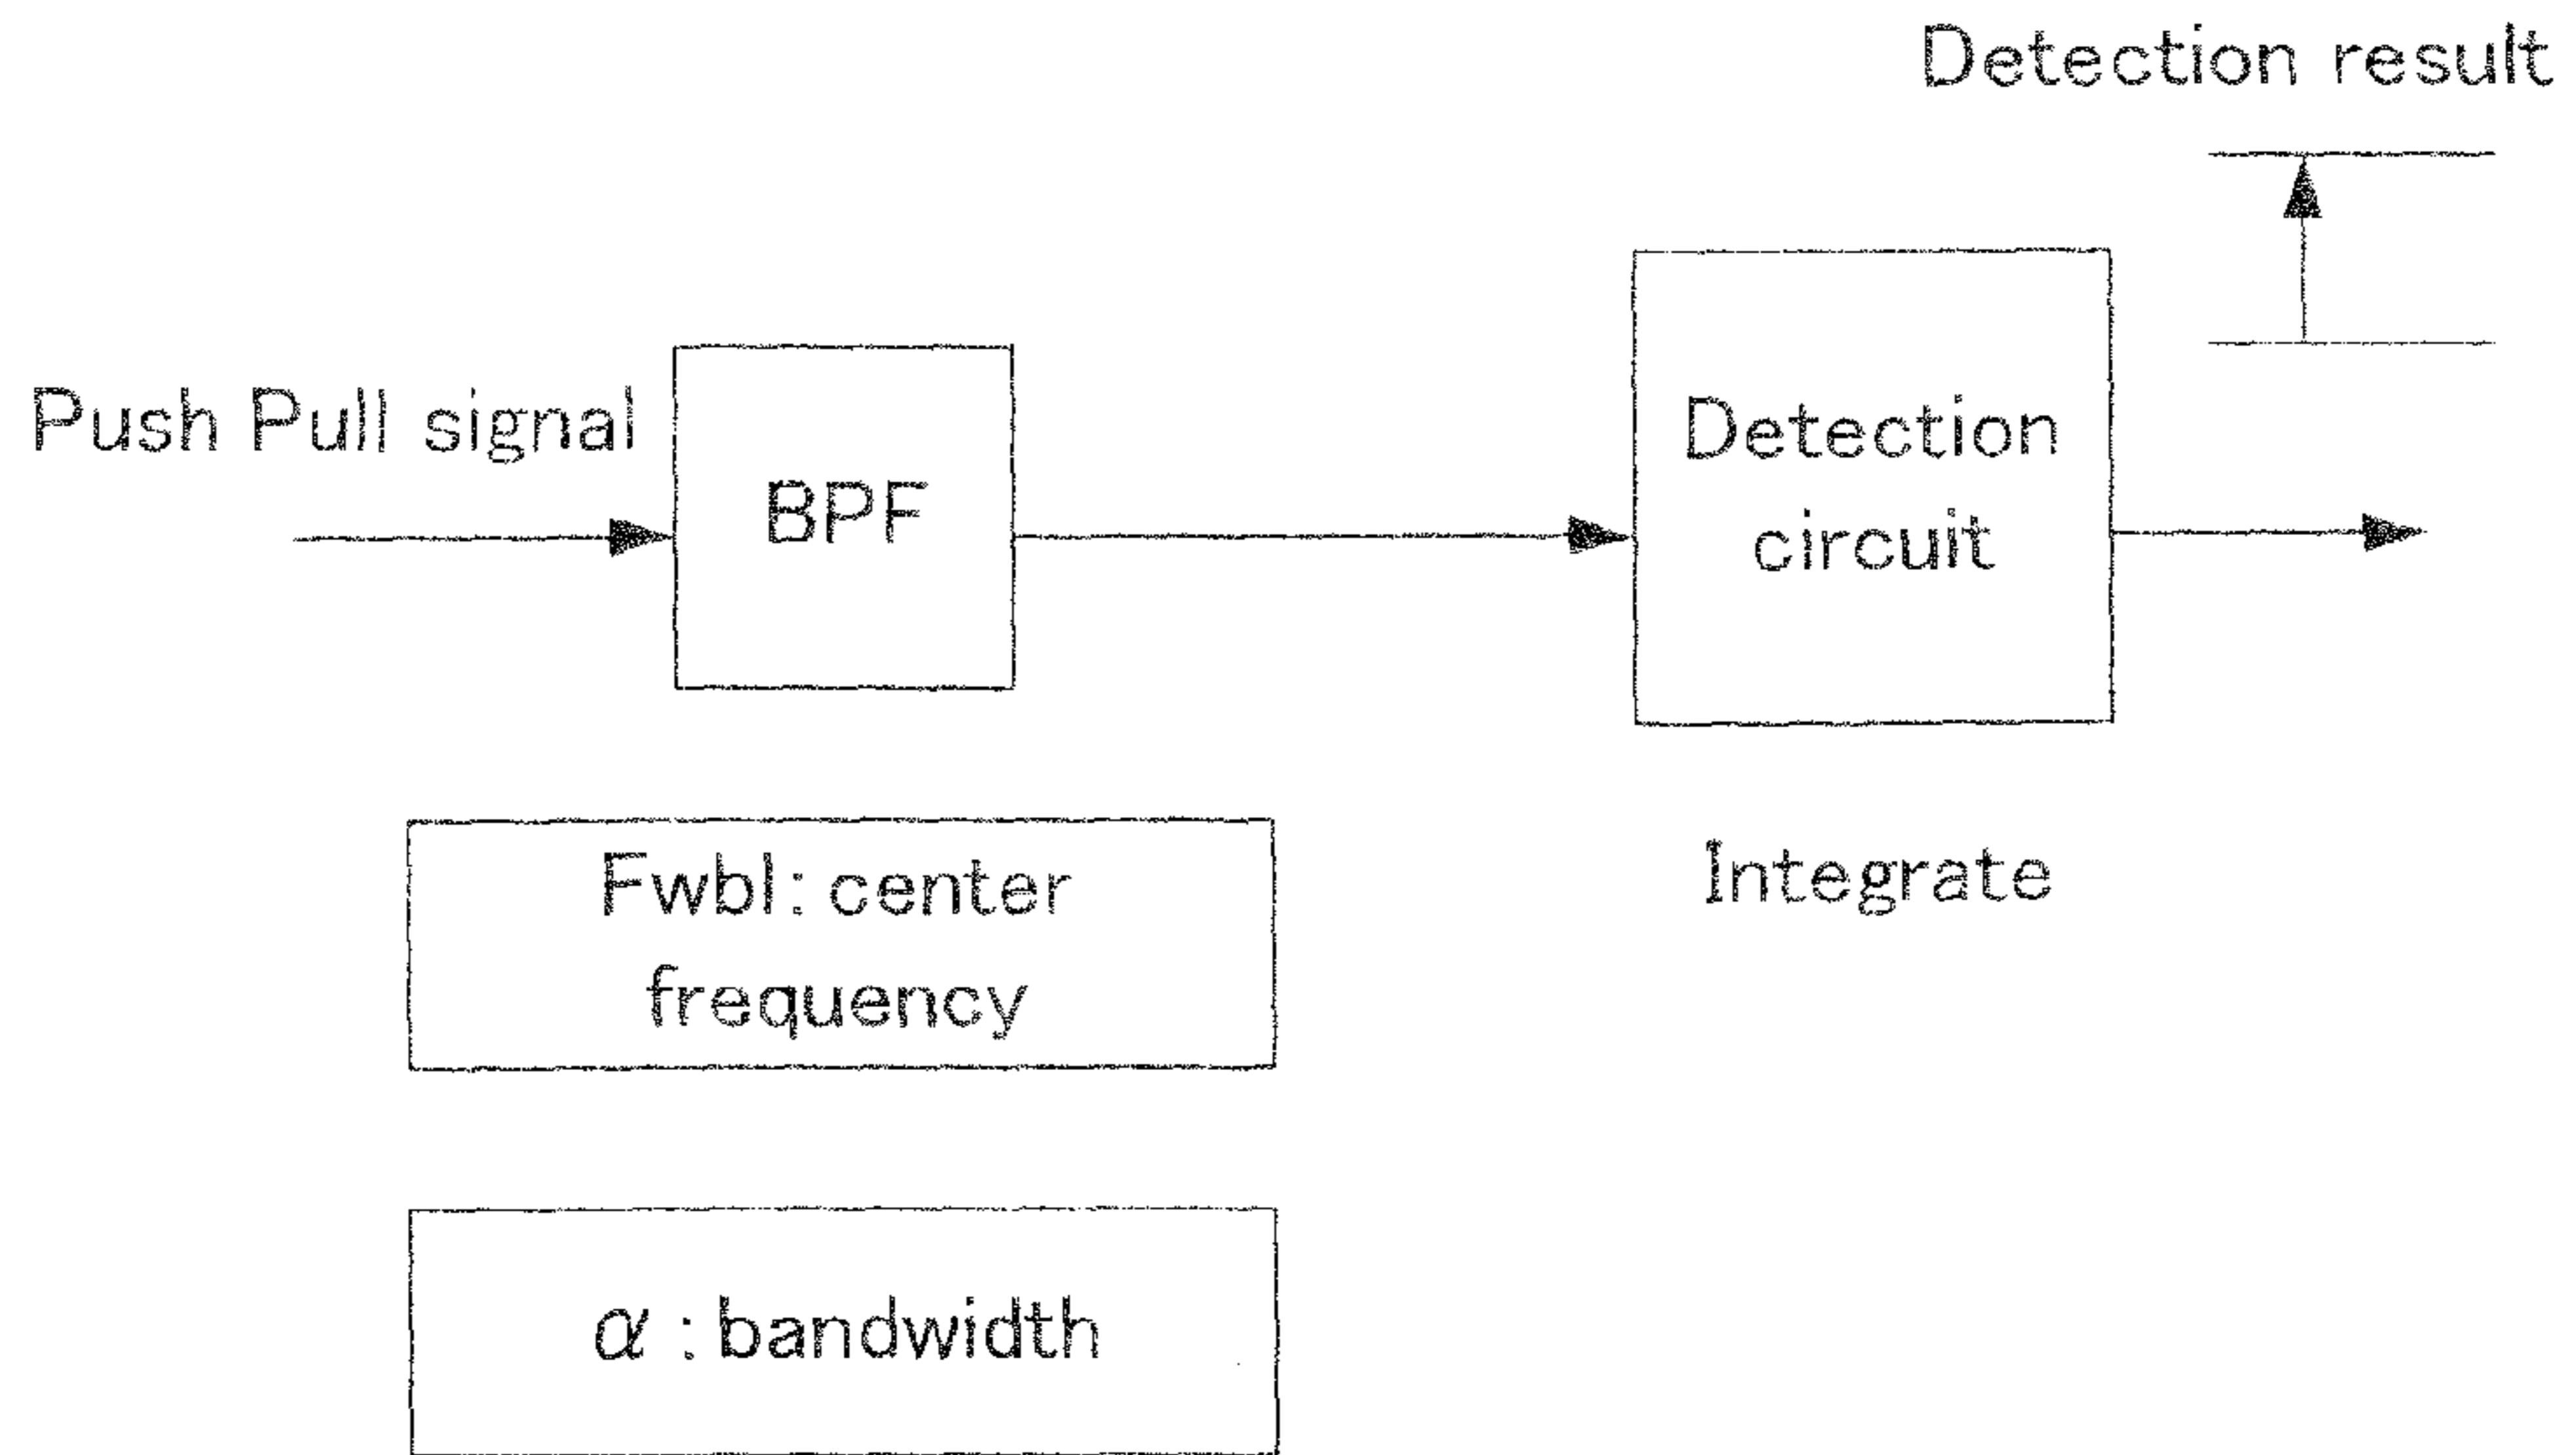 Detection result
Push Pull signal
BPF
Detection
circuit
Fwbl: center
frequency
Integrate
α : bandwidth